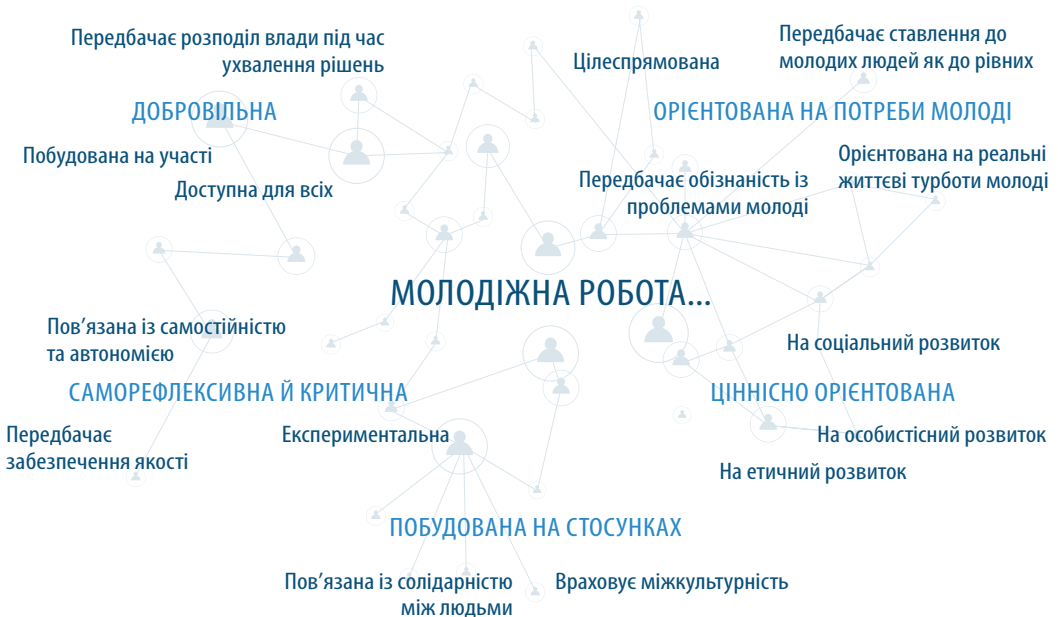 Передбачає розподіл влади під час
ухвалення рішень
ДОБРОВІЛЬНА
Побудована на участі
Доступна для всіх
Цілеспрямована
Передбачає ставлення до
молодих людей як до рівних
ОРІЄНТОВАНА НА ПОТРЕБИ МОЛОДІ
Орієнтована на реальні
життєві турботи молоді
Передбачає обізнаність із
проблемами молоді
МОЛОДІЖНА РОБОТА...
Пов’язана із самостійністю
та автономією
САМОРЕФЛЕКСИВНА Й КРИТИЧНА
Передбачає
забезпечення якості
Експериментальна
На соціальний розвиток
ЦІННІСНО ОРІЄНТОВАНА
На особистісний розвиток
На етичний розвиток
ПОБУДОВАНА НА СТОСУНКАХ
Пов’язана із солідарністю
між людьми
Враховує міжкультурність